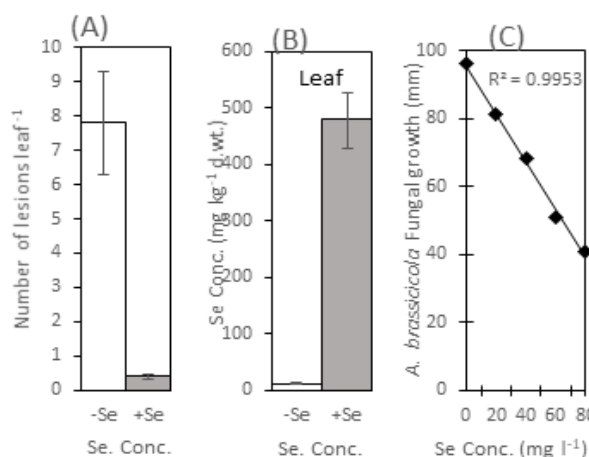 (A)
Number of lesions leaf-1
10
9
8
7
6
5
4
3
2
1
0
-Se +Se
Se. Conc.
(B)
Leaf
Se Conc. (mg kg-1 d.wt.)
600
500
400
300
200
100
0
-Se +Se
Se. Conc.
(C)
R² = 0.9953
A. brassicicola Fungal growth (mm)
100
80
60
40
20
0
0 20 40 60 80
Se Conc. (mg l-1)